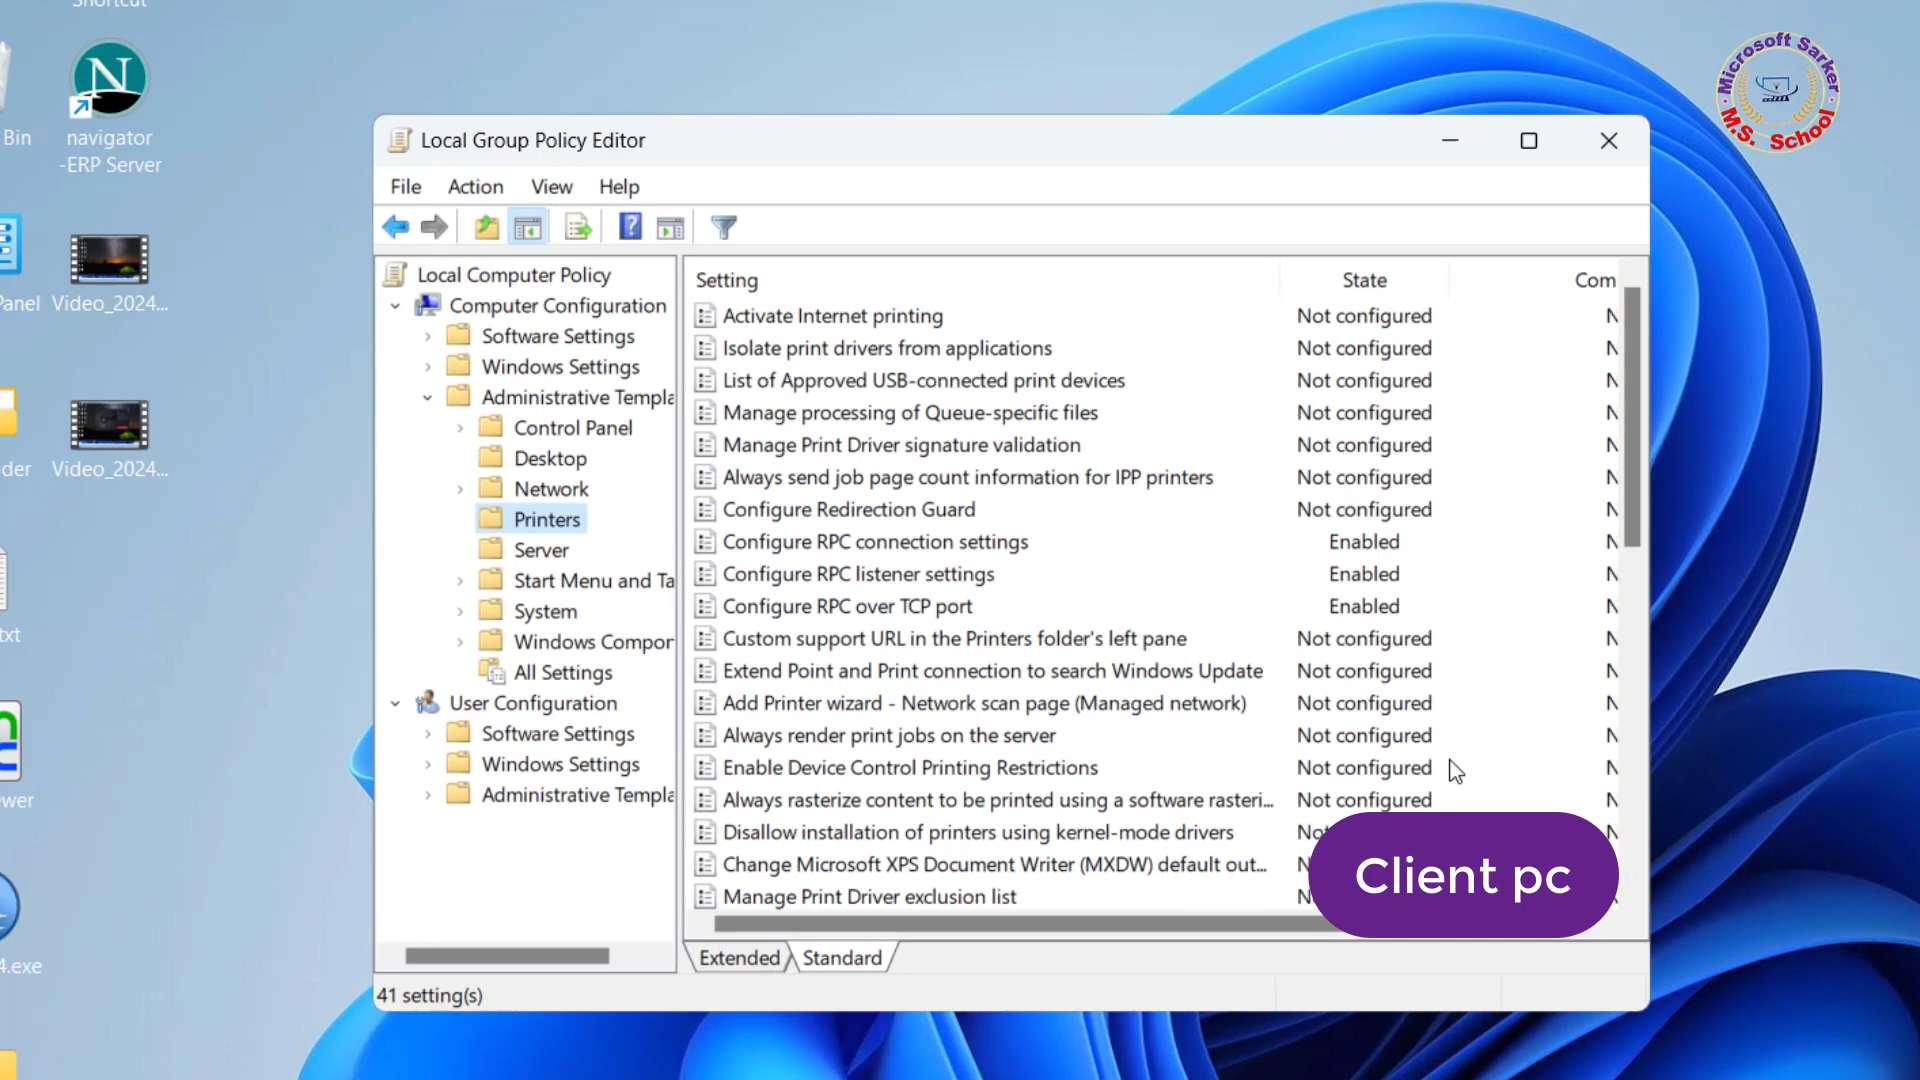 Shortcut
Bin
navigator
-ERP Server
Panel
Video_2024...
der
Video_2024...
txt
ewer
4.exe
Microsoft Sarker
M.S. School
Local Group Policy Editor
File Action View Help
Local Computer Policy
Computer Configuration
Software Settings
Windows Settings
Administrative Templa
Control Panel
Desktop
Network
Printers
Server
Start Menu and Ta
System
Windows Compor
All Settings
User Configuration
Software Settings
Windows Settings
Administrative Templa
Setting State Com
Activate Internet printing Not configured N
Isolate print drivers from applications Not configured N
List of Approved USB-connected print devices Not configured N
Manage processing of Queue-specific files Not configured N
Manage Print Driver signature validation Not configured N
Always send job page count information for IPP printers Not configured N
Configure Redirection Guard Not configured N
Configure RPC connection settings Enabled N
Configure RPC listener settings Enabled N
Configure RPC over TCP port Enabled N
Custom support URL in the Printers folder's left pane Not configured N
Extend Point and Print connection to search Windows Update Not configured N
Add Printer wizard - Network scan page (Managed network) Not configured N
Always render print jobs on the server Not configured N
Enable Device Control Printing Restrictions Not configured N
Always rasterize content to be printed using a software rasteri... Not configured N
Disallow installation of printers using kernel-mode drivers Not N
Change Microsoft XPS Document Writer (MXDW) default out... N
Manage Print Driver exclusion list N
Client pc
Extended Standard
41 setting(s)